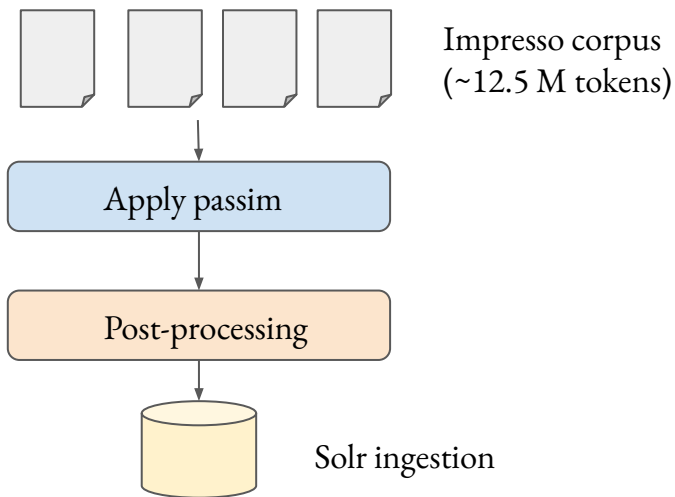 Impresso corpus
(~12.5 M tokens)
Apply passim
Post-processing
Solr ingestion